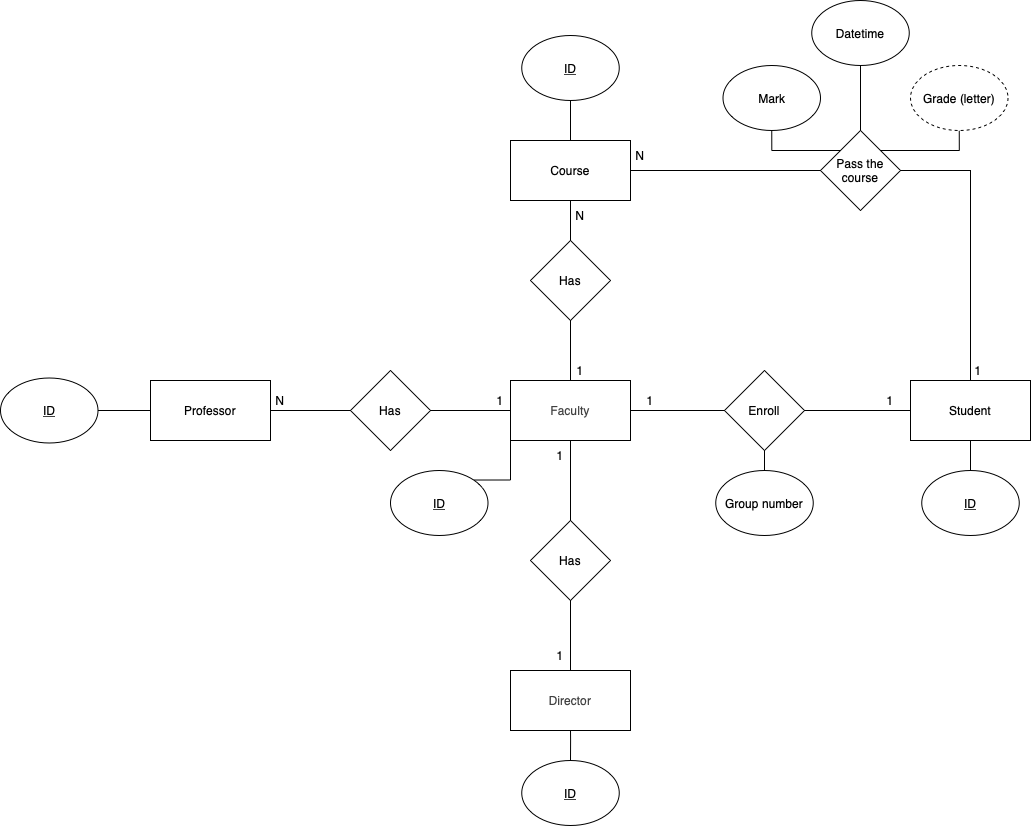 Datetime
ID
Mark
Grade (letter)
N
Course
Pass the
course
N
Has
1
1
ID
Professor
N
Has
1
Faculty
1
Enroll
1
Student
1
ID
Group number
ID
Has
1
Director
ID